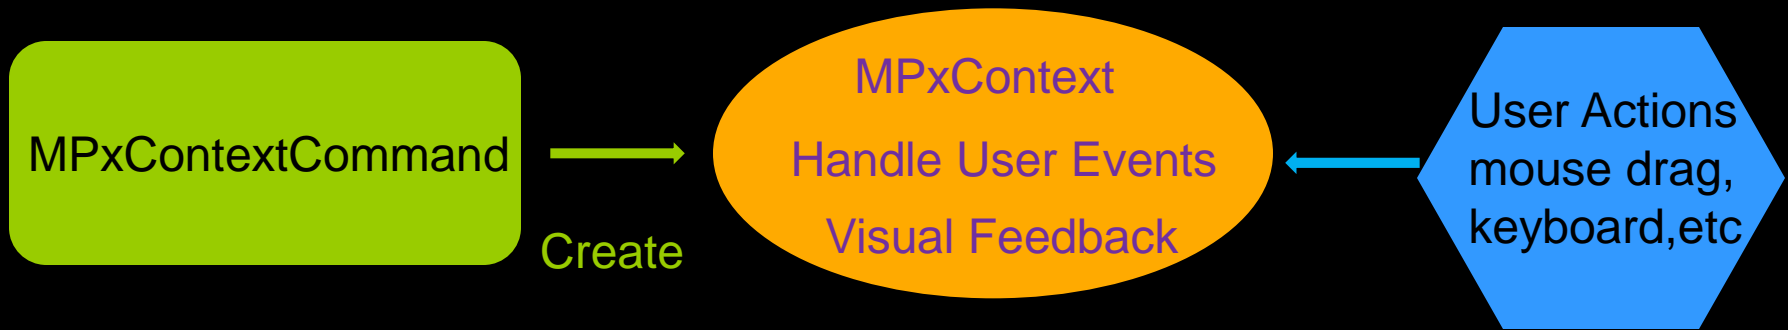 MPxContextCommand
Create
MPxContext
Handle User Events
Visual Feedback
User Actions
mouse drag,
keyboard,etc